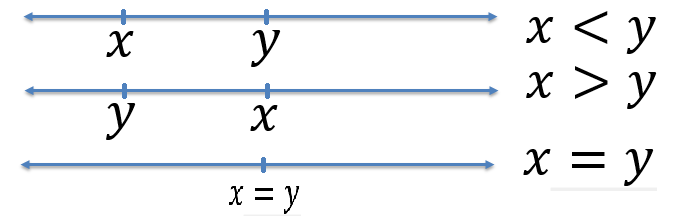 x y x < y
y x x > y
x = y x = y